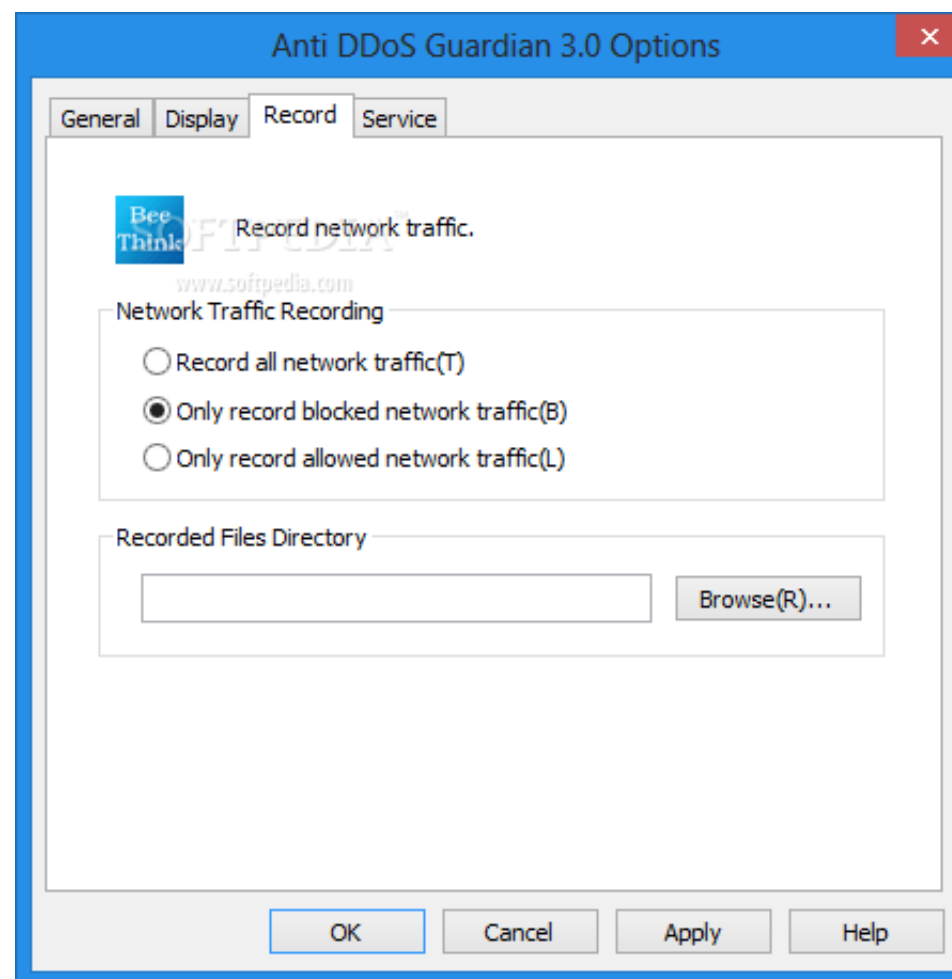 Anti DDoS Guardian 3.0 Options
General Display Record Service
Bee
Think
Record network traffic.
SOFTPEDIA™
www.softpedia.com
Network Traffic Recording
Record all network traffic(T)
Only record blocked network traffic(B)
Only record allowed network traffic(L)
Recorded Files Directory
Browse(R)...
OK Cancel Apply Help